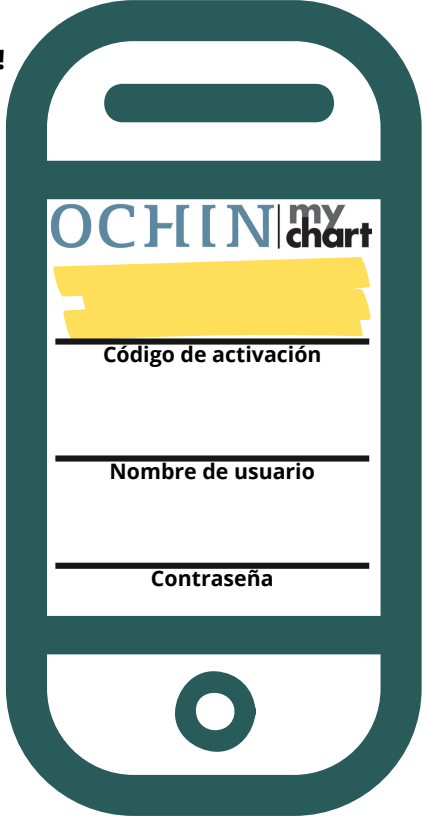 !
OCHIN my
chart
Código de activación
Nombre de usuario
Contraseña